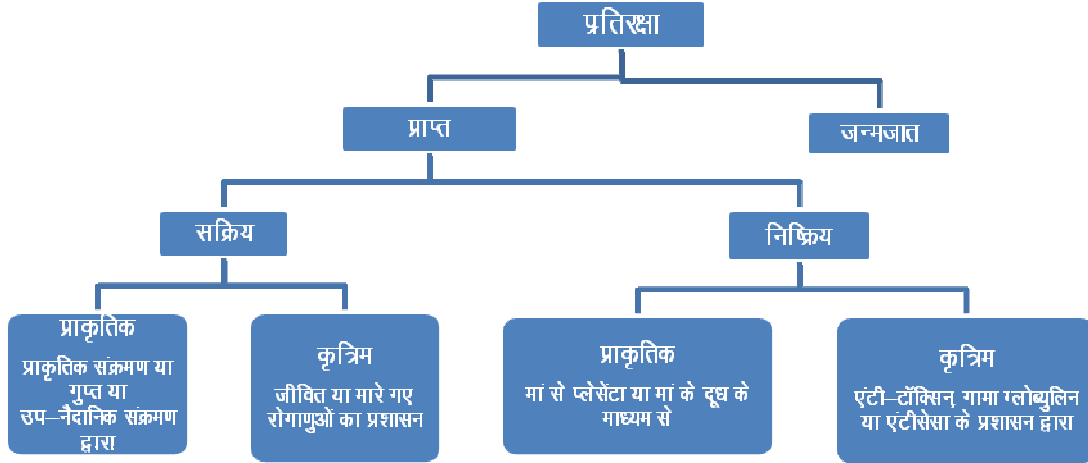 प्रतिरक्षा
प्राप्त
जन्मजात
सक्रिय
निष्क्रिय
प्राकृतिक
प्राकृतिक संक्रमण या
गुप्त या
उप–नैदानिक संक्रमण
द्वारा
कृत्रिम
जीवित या मारे गए
रोगाणुओं का प्रशासन
प्राकृतिक
मां से प्लेसेंटा या मां के दूध के
माध्यम से
कृत्रिम
एंटी–टॉक्सिन, गामा ग्लोब्युलिन
या एंटीसेसा के प्रशासन द्वारा